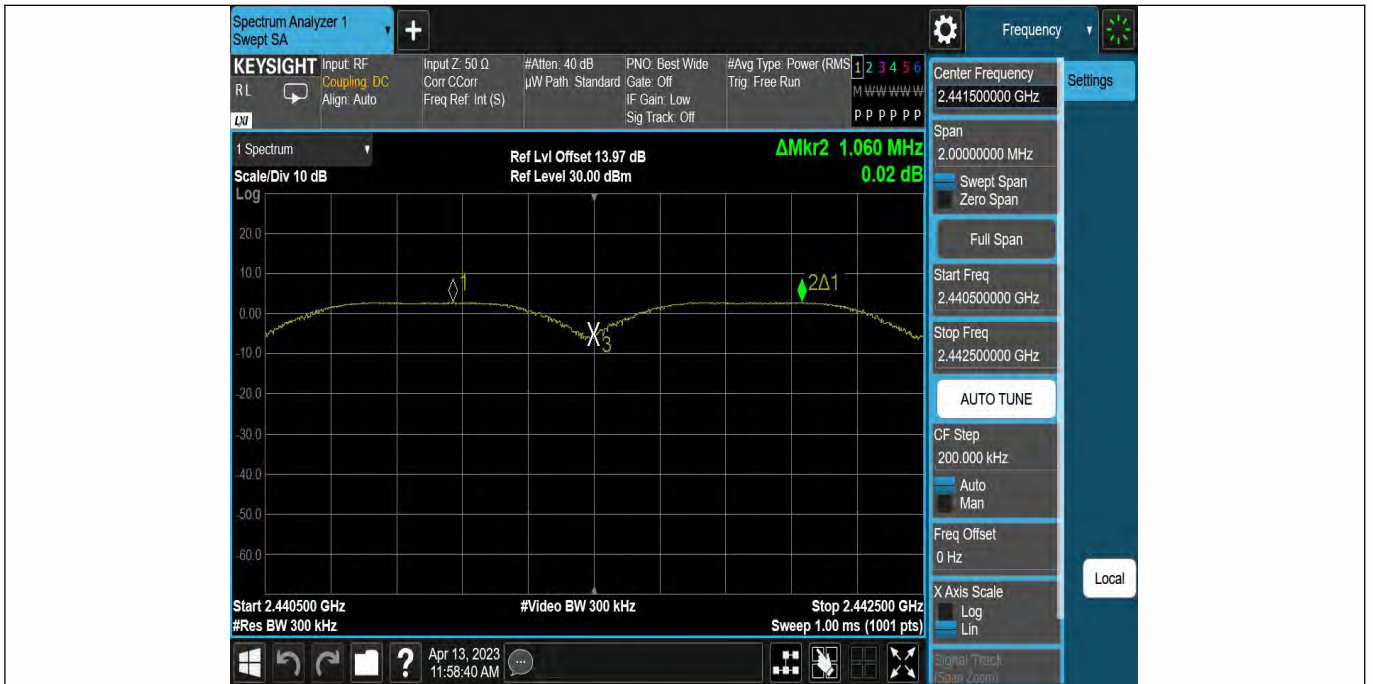 Spectrum Analyzer 1
Swept SA
Frequency
KEYSIGHT
RL
LXI
Input: RF
Coupling: DC
Align: Auto
Input Z: 50 Ω
Corr CCorr
Freq Ref: Int (S)
#Atten: 40 dB
µW Path: Standard
PNO: Best Wide
Gate: Off
IF Gain: Low
Sig Track: Off
#Avg Type: Power (RMS
Trig: Free Run
1 2 3 4 5 6
M W W W W W
P P P P P P
1 Spectrum
Scale/Div 10 dB
Log
Ref Lvl Offset 13.97 dB
Ref Level 30.00 dBm
ΔMkr2 1.060 MHz
0.02 dB
20.0
10.0
0.00
-10.0
-20.0
-30.0
-40.0
-50.0
-60.0
1
2Δ1
X
3
Start 2.440500 GHz
#Res BW 300 kHz
#Video BW 300 kHz
Stop 2.442500 GHz
Sweep 1.00 ms (1001 pts)
Center Frequency
2.441500000 GHz
Settings
Span
2.00000000 MHz
Swept Span
Zero Span
Full Span
Start Freq
2.440500000 GHz
Stop Freq
2.442500000 GHz
AUTO TUNE
CF Step
200.000 kHz
Auto
Man
Freq Offset
0 Hz
X Axis Scale
Log
Lin
Local
Signal Track
(Span Zoom)
?
Apr 13, 2023
11:58:40 AM